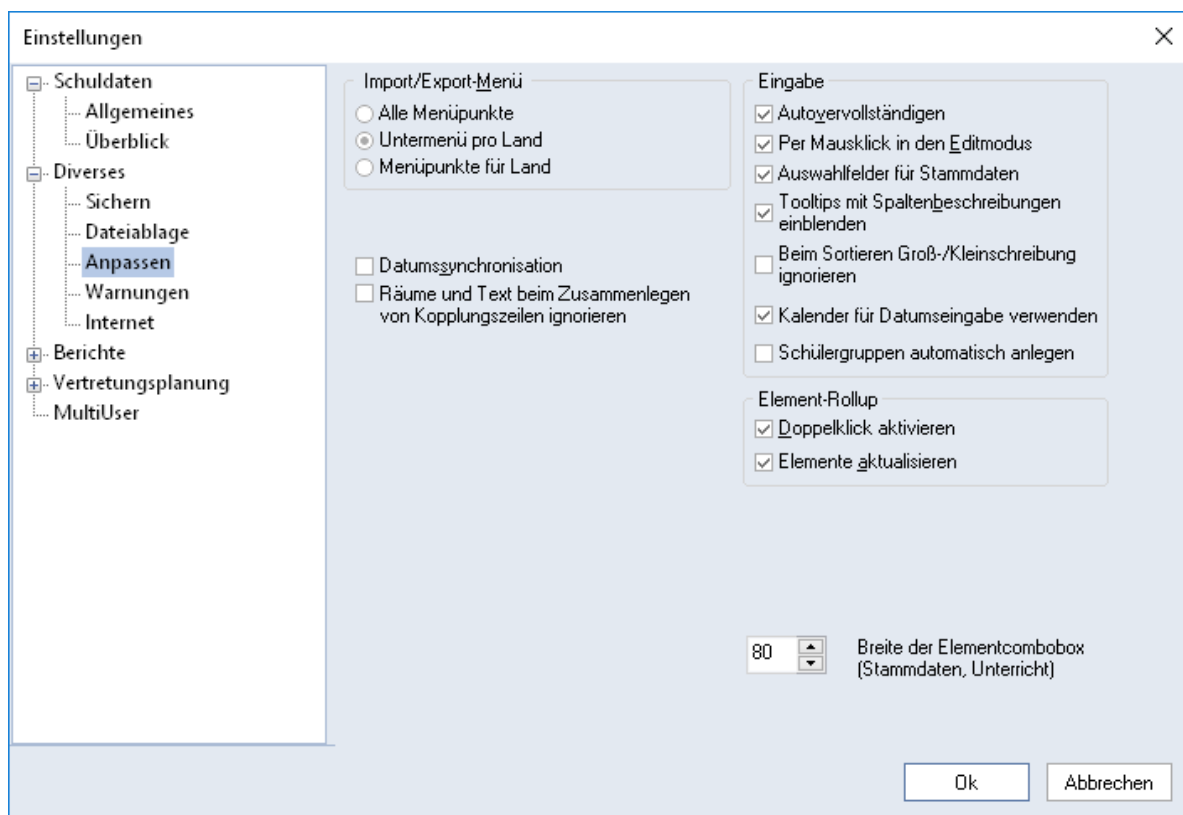 Einstellungen
Schuldaten
Allgemeines
Überblick
Diverses
Sichern
Dateiablage
Anpassen
Warnungen
Internet
Berichte
Vertretungsplanung
MultiUser
Import/Export-Menü
Alle Menüpunkte
Untermenü pro Land
Menüpunkte für Land
Datumssynchronisation
Räume und Text beim Zusammenlegen
von Kopplungszeilen ignorieren
Eingabe
Autovervollständigen
Per Mausklick in den Editmodus
Auswahlfelder für Stammdaten
Tooltips mit Spaltenbeschreibungen
einblenden
Beim Sortieren Groß-/Kleinschreibung
ignorieren
Kalender für Datumseingabe verwenden
Schülergruppen automatisch anlegen
Element-Rollup
Doppelklick aktivieren
Elemente aktualisieren
80
Breite der Elementcombobox
(Stammdaten, Unterricht)
Ok
Abbrechen